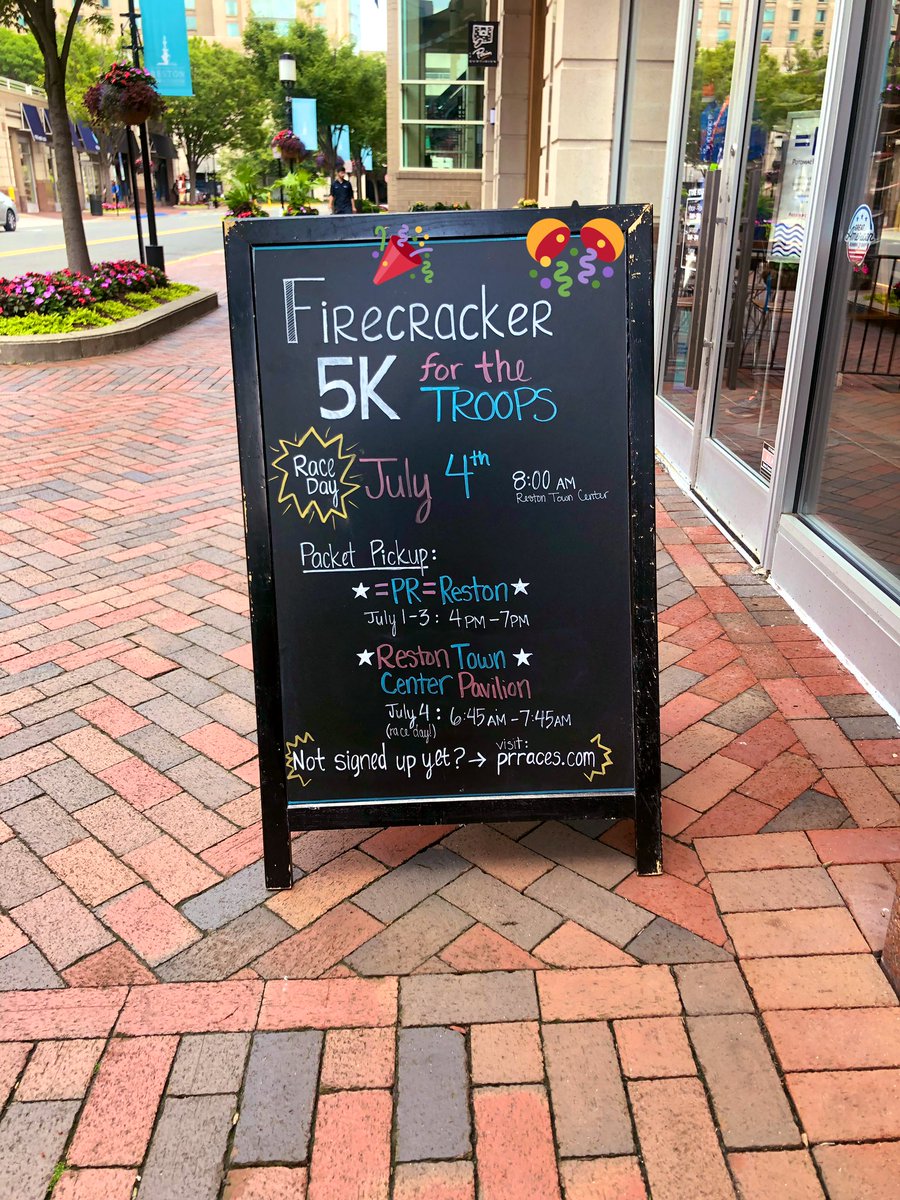 RESTON
Firecracker
5K for the
TROOPS
Race
Day
July 4th
8:00 AM
Reston Town Center
Packet Pickup:
=PR= Reston
July 1-3: 4PM-7PM
Reston Town
Center Pavilion
July 4: 6:45AM-7:45AM
(race day!)
Not signed up yet?→ visit: prraces.com